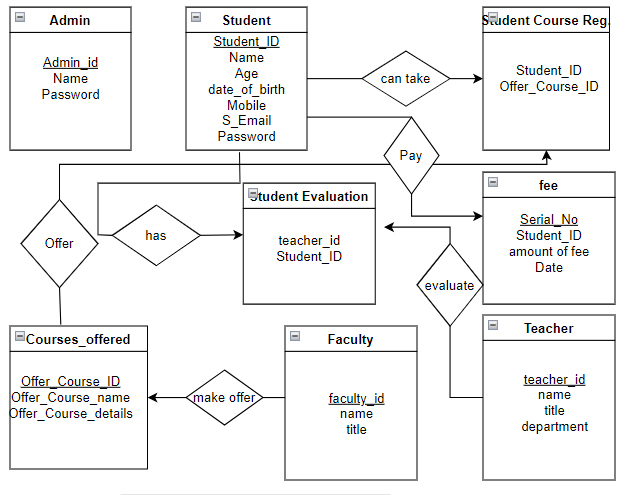 Admin
Admin_id
Name
Password
Student
Student_ID
Name
Age
date_of_birth
Mobile
S_Email
Password
can take
Student Course Reg.
Student_ID
Offer_Course_ID
Pay
fee
Serial_No
Student_ID
amount of fee
Date
Offer
has
Student Evaluation
teacher_id
Student_ID
evaluate
Courses_offered
Offer_Course_ID
Offer_Course_name
Offer_Course_details
make offer
Faculty
faculty_id
name
title
Teacher
teacher_id
name
title
department